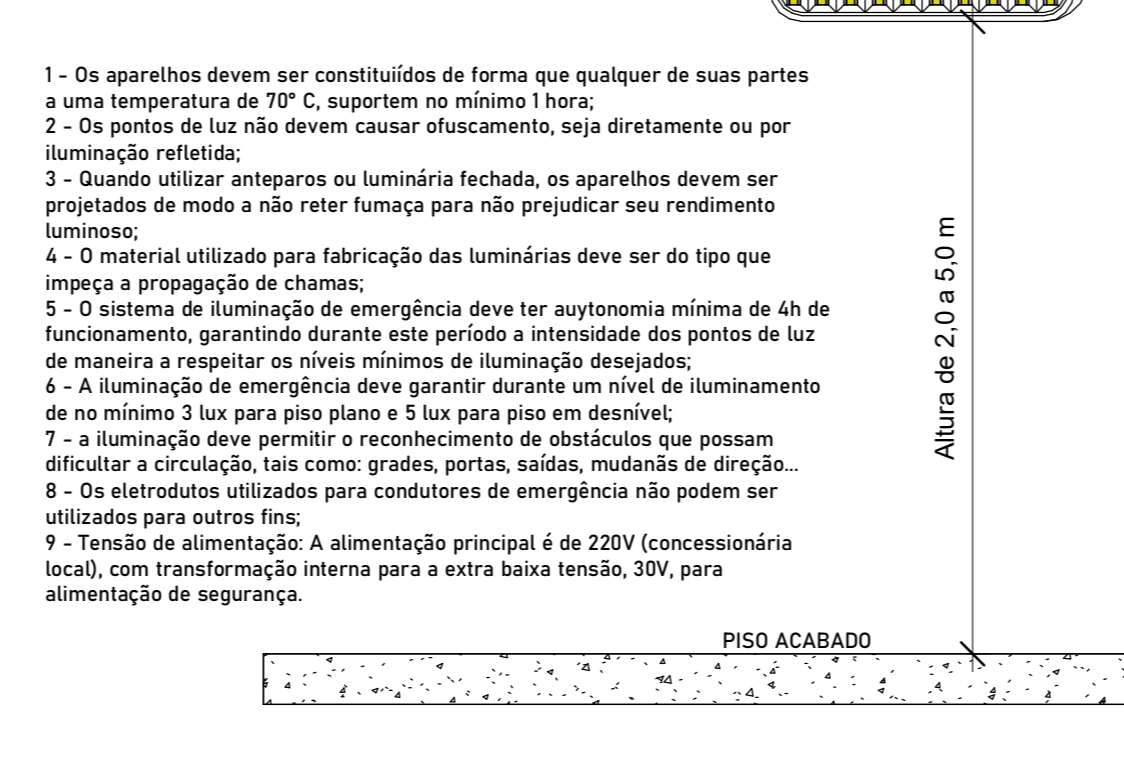 1 - Os aparelhos devem ser constituiídos de forma que qualquer de suas partes
a uma temperatura de 70° C, suportem no mínimo 1 hora;
2 - Os pontos de luz não devem causar ofuscamento, seja diretamente ou por
iluminação refletida;
3 - Quando utilizar anteparos ou luminária fechada, os aparelhos devem ser
projetados de modo a não reter fumaça para não prejudicar seu rendimento
luminoso;
4 - O material utilizado para fabricação das luminárias deve ser do tipo que
impeça a propagação de chamas;
5 - O sistema de iluminação de emergência deve ter auytonomia mínima de 4h de
funcionamento, garantindo durante este período a intensidade dos pontos de luz
de maneira a respeitar os níveis mínimos de iluminação desejados;
6 - A iluminação de emergência deve garantir durante um nível de iluminamento
de no mínimo 3 lux para piso plano e 5 lux para piso em desnível;
7 - a iluminação deve permitir o reconhecimento de obstáculos que possam
dificultar a circulação, tais como: grades, portas, saídas, mudanãs de direção...
8 - Os eletrodutos utilizados para condutores de emergência não podem ser
utilizados para outros fins;
9 - Tensão de alimentação: A alimentação principal é de 220V (concessionária
local), com transformação interna para a extra baixa tensão, 30V, para
alimentação de segurança.
Altura de 2,0 a 5,0 m
PISO ACABADO